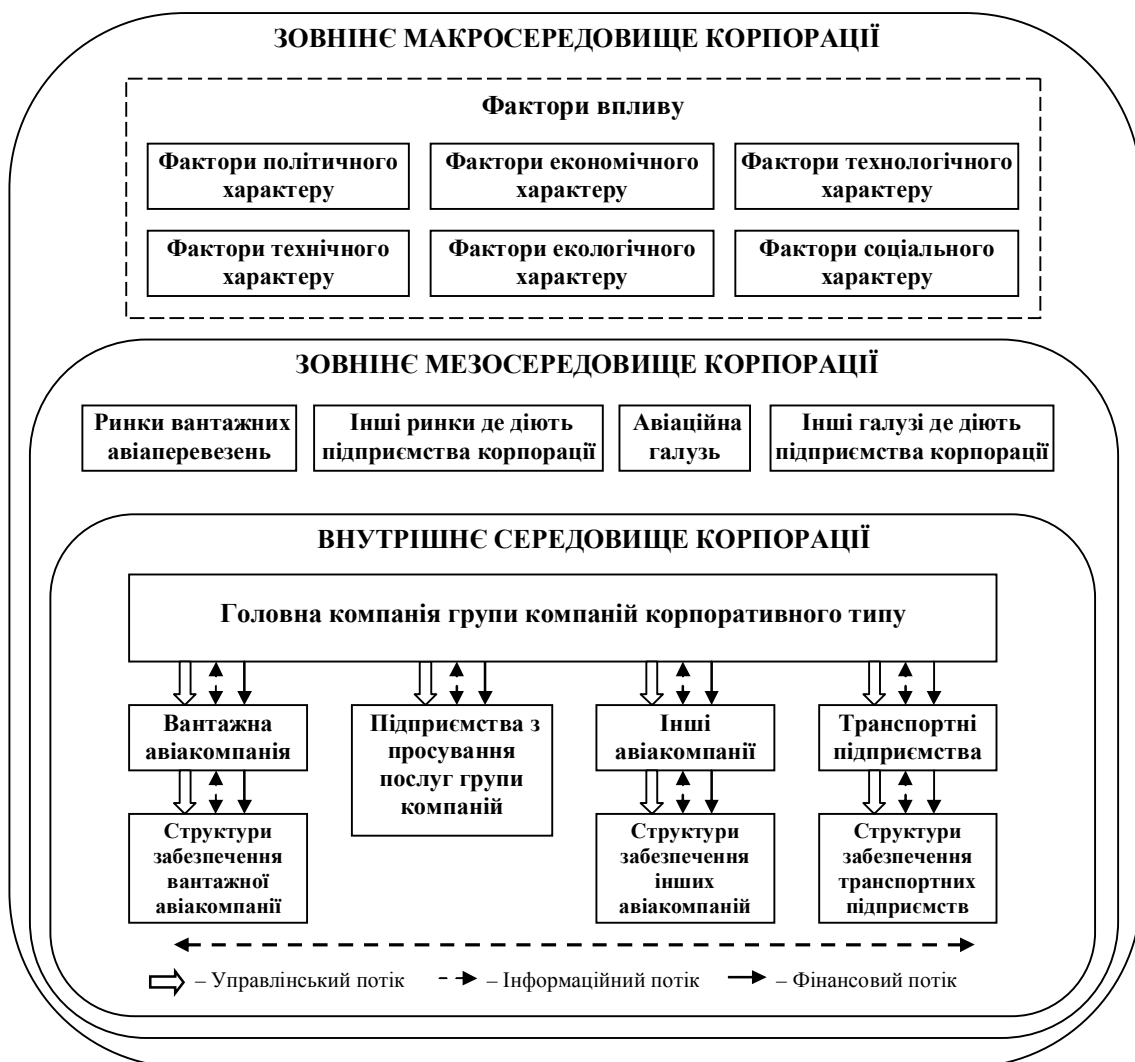 ЗОВНІНЄ МАКРОСЕРЕДОВИЩЕ КОРПОРАЦІЇ
Фактори впливу
Фактори політичного
характеру
Фактори економічного
характеру
Фактори технологічного
характеру
Фактори технічного
характеру
Фактори екологічного
характеру
Фактори соціального
характеру
ЗОВНІНЄ МЕЗОСЕРЕДОВИЩЕ КОРПОРАЦІЇ
Ринки вантажних
авіаперевезень
Інші ринки де діють
підприємства корпорації
Авіаційна
галузь
Інші галузі де діють
підприємства корпорації
ВНУТРІШНЄ СЕРЕДОВИЩЕ КОРПОРАЦІЇ
Головна компанія групи компаній корпоративного типу
Вантажна
авіакомпанія
Підприємства з
просування
послуг групи
компаній
Інші
авіакомпанії
Транспортні
підприємства
Структури
забезпечення
вантажної
авіакомпанії
Структури
забезпечення
інших
авіакомпаній
Структури
забезпечення
транспортних
підприємств
– Управлінський потік
– Інформаційний потік
– Фінансовий потік